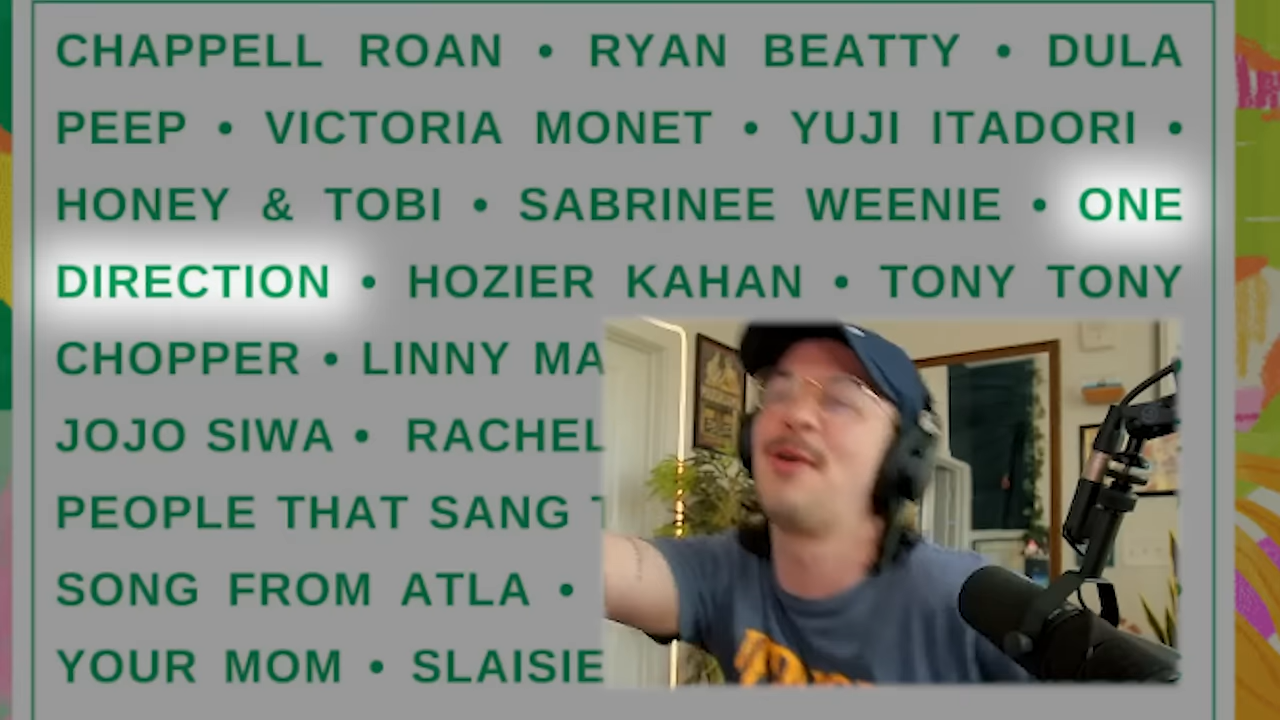 CHAPPELL ROAN • RYAN BEATTY • DULA
PEEP • VICTORIA MONET • YUJI ITADORI •
HONEY & TOBI • SABRINEE WEENIE • ONE
DIRECTION • HOZIER KAHAN • TONY TONY
CHOPPER • LINNY MA
JOJO SIWA • RACHEL
PEOPLE THAT SANG T
SONG FROM ATLA •
YOUR MOM • SLAISIE